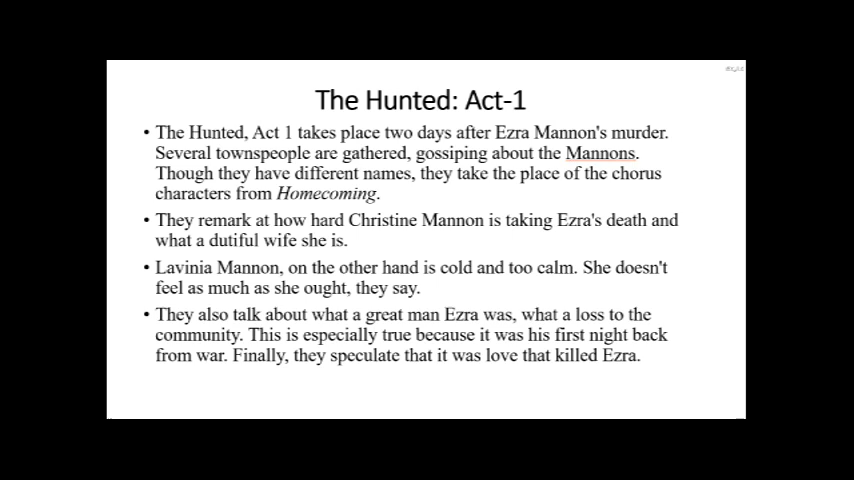 The Hunted: Act-1
• The Hunted, Act 1 takes place two days after Ezra Mannon's murder.
Several townspeople are gathered, gossiping about the Mannons.
Though they have different names, they take the place of the chorus
characters from Homecoming.
• They remark at how hard Christine Mannon is taking Ezra's death and
what a dutiful wife she is.
• Lavinia Mannon, on the other hand is cold and too calm. She doesn't
feel as much as she ought, they say.
• They also talk about what a great man Ezra was, what a loss to the
community. This is especially true because it was his first night back
from war. Finally, they speculate that it was love that killed Ezra.